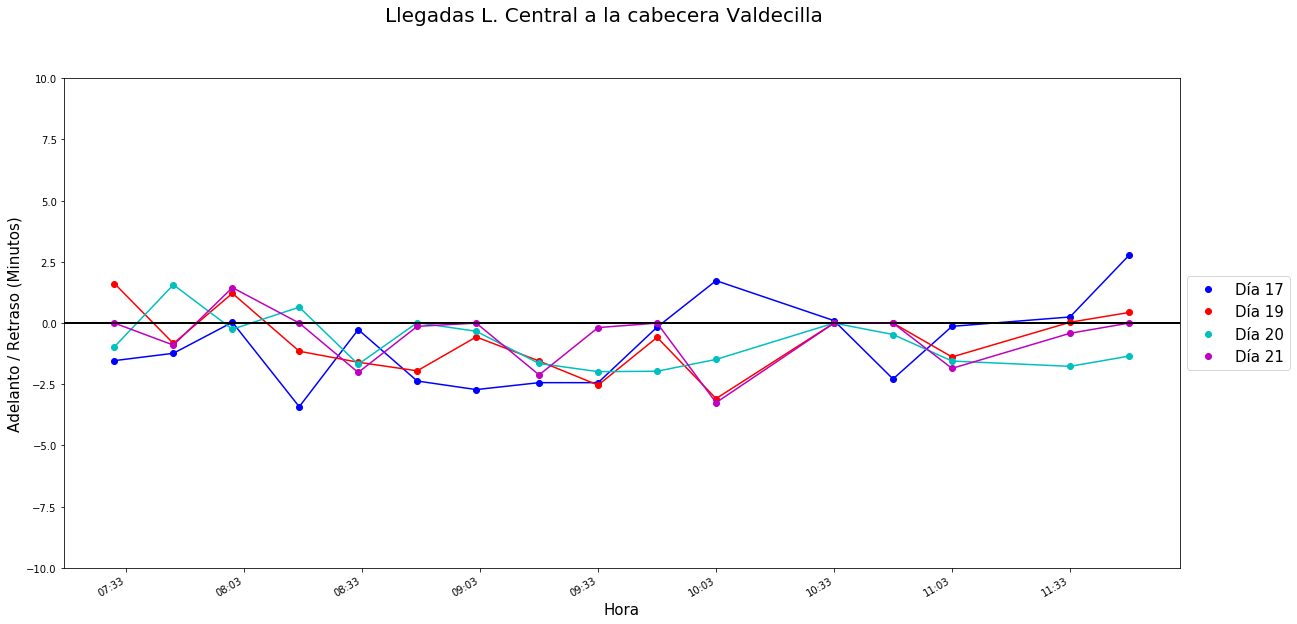 Llegadas L. Central a la cabecera Valdecilla
Adelanto / Retraso (Minutos)
10.0
7.5
5.0
2.5
0.0
−2.5
−5.0
−7.5
−10.0
07:33
08:03
08:33
09:03
09:33
10:03
10:33
11:03
11:33
Hora
Día 17
Día 19
Día 20
Día 21